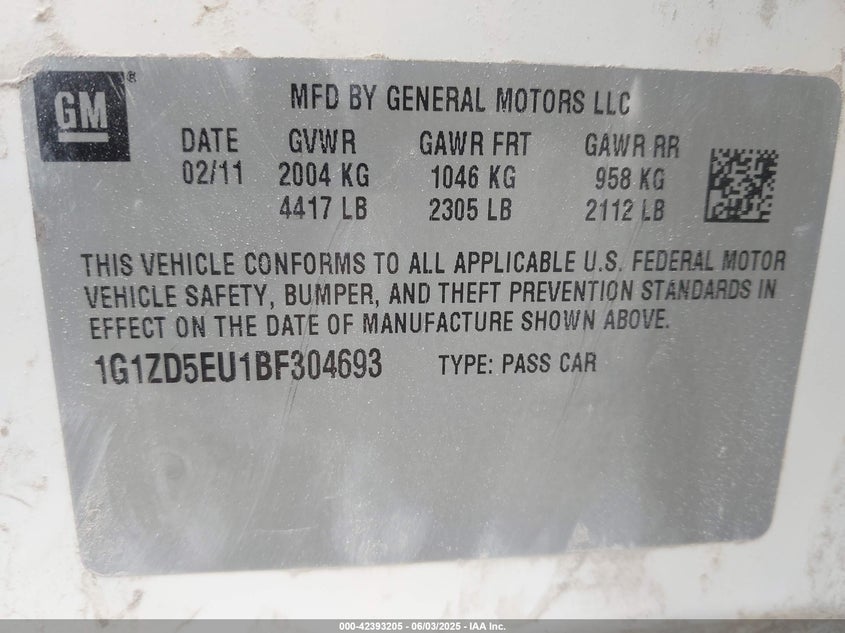 GM®
MFD BY GENERAL MOTORS LLC
DATE GVWR GAWR FRT GAWR RR
02/11 2004 KG 1046 KG 958 KG
4417 LB 2305 LB 2112 LB
THIS VEHICLE CONFORMS TO ALL APPLICABLE U.S. FEDERAL MOTOR
VEHICLE SAFETY, BUMPER, AND THEFT PREVENTION STANDARDS IN
EFFECT ON THE DATE OF MANUFACTURE SHOWN ABOVE.
1G1ZD5EU1BF304693 TYPE: PASS CAR
000-42393205 - 06/03/2025 - IAA Inc.